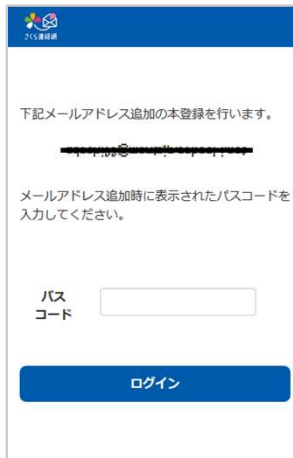 さくら連絡網
下記メールアドレス追加の本登録を行います。
メールアドレス追加時に表示されたパスコードを
入力してください。
パス
コード
ログイン